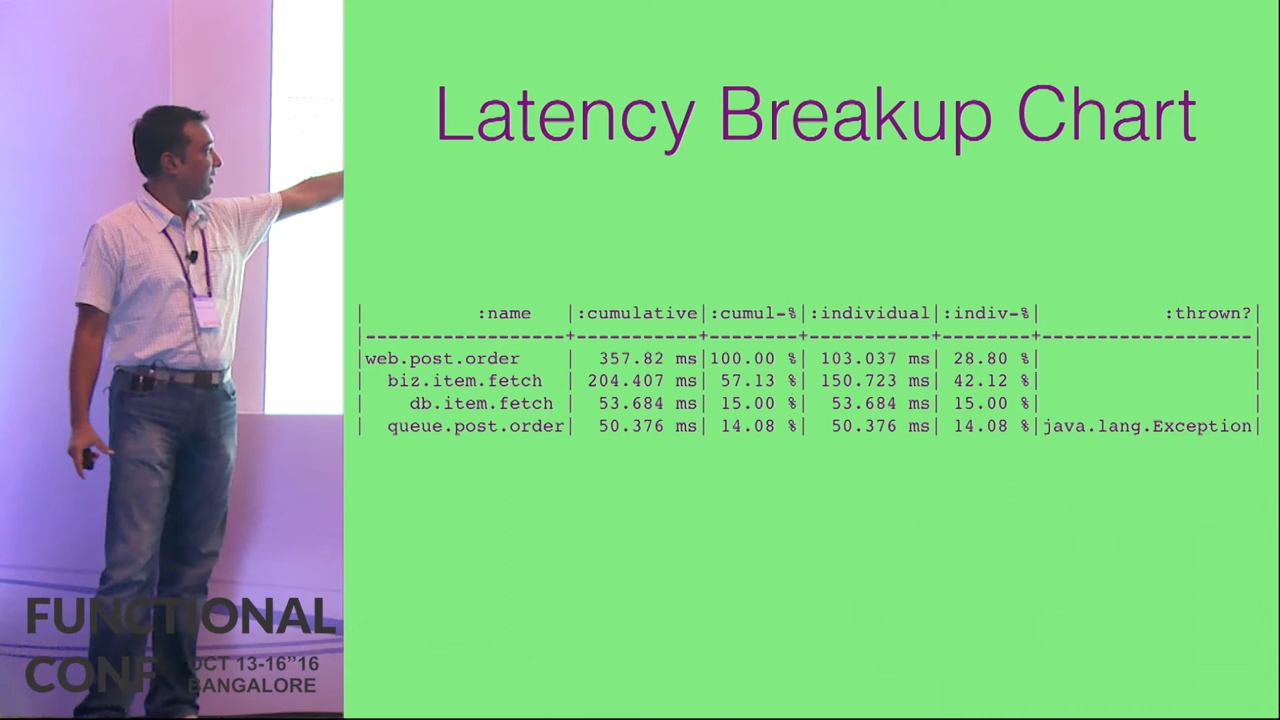 Latency Breakup Chart
|          :name   |:cumulative|:cumul-%|:individual|:indiv-%|           :thrown?|
|------------------+-----------+--------+-----------+--------+-------------------|
|web.post.order    |  357.82 ms|100.00 %| 103.037 ms| 28.80 %|                   |
|  biz.item.fetch  | 204.407 ms| 57.13 %| 150.723 ms| 42.12 %|                   |
|    db.item.fetch |  53.684 ms| 15.00 %|  53.684 ms| 15.00 %|                   |
|  queue.post.order|  50.376 ms| 14.08 %|  50.376 ms| 14.08 %|java.lang.Exception|
FUNCTIONAL
CONF OCT 13-16"16
BANGALORE